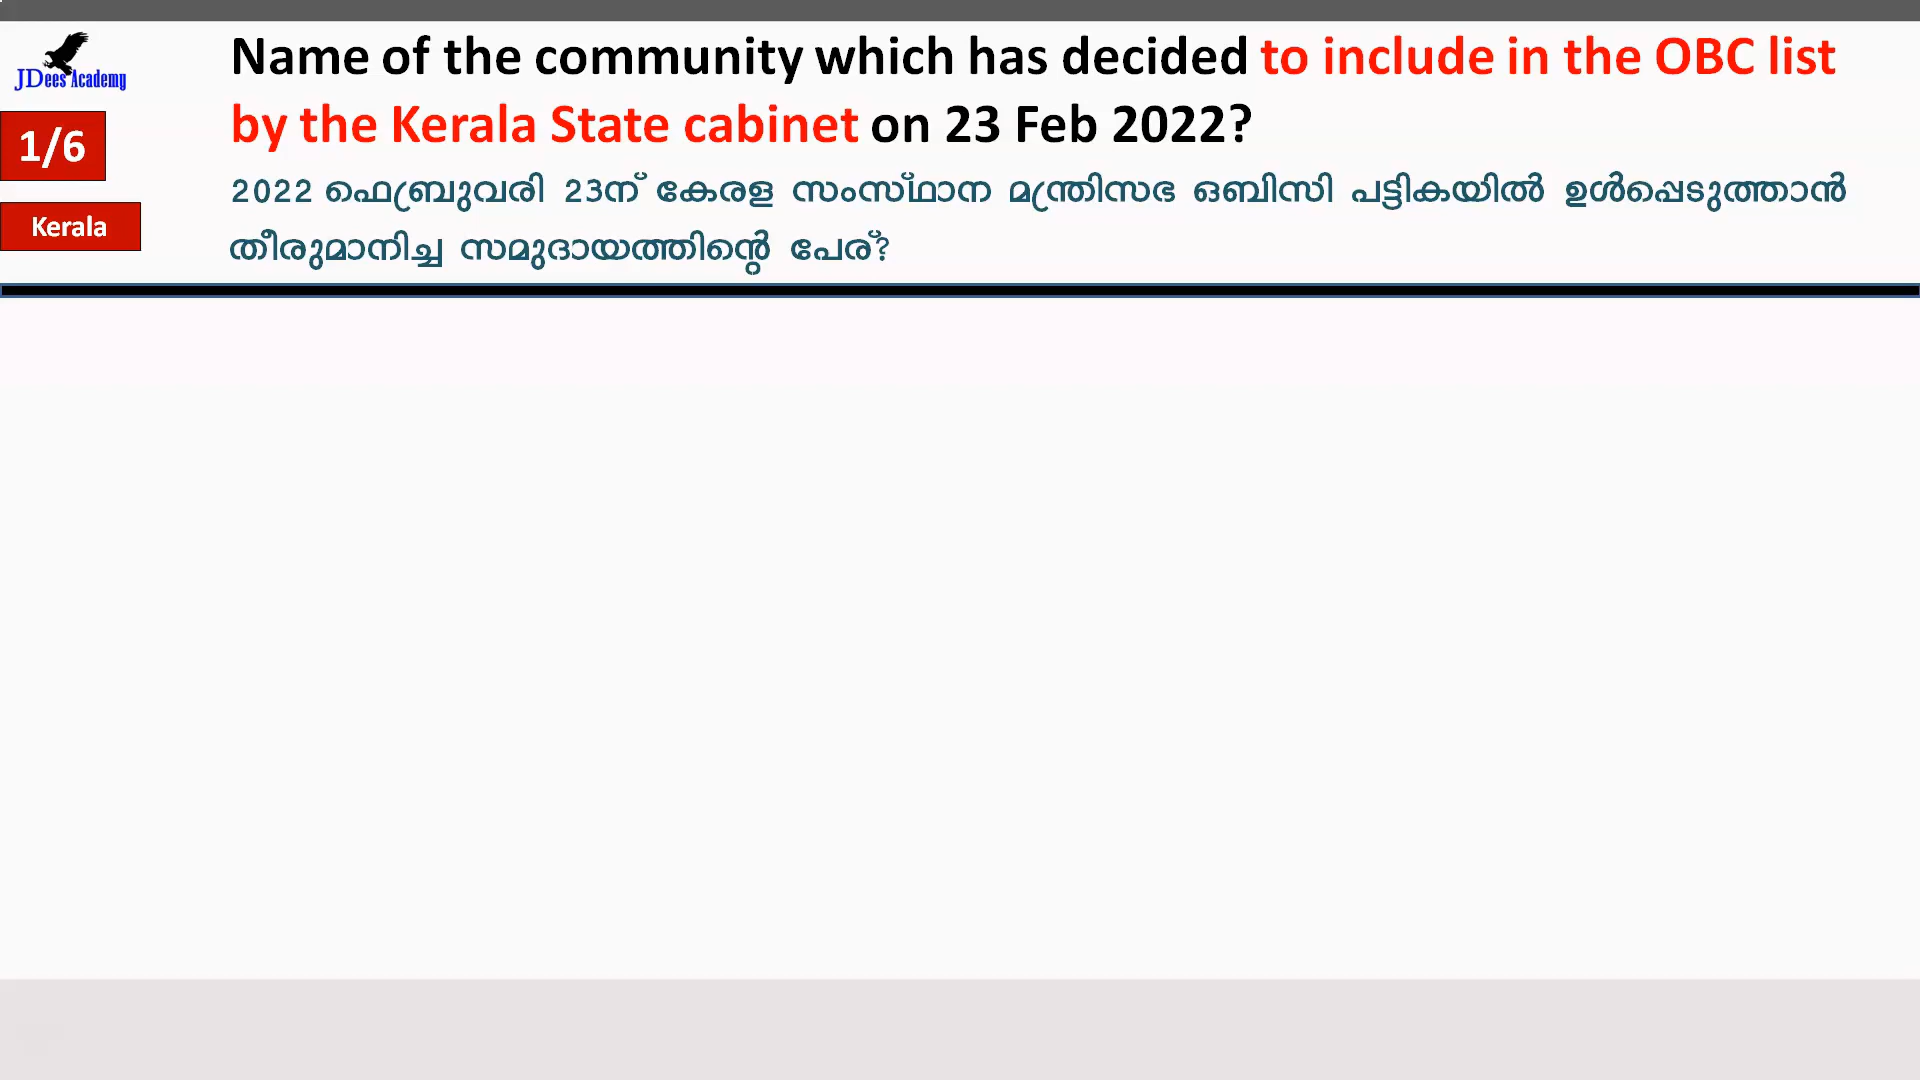 JDees Academy
Name of the community which has decided to include in the OBC list
by the Kerala State cabinet on 23 Feb 2022?
1/6
Kerala
2022 ഫെബ്രുവരി 23ന് കേരള സംസ്ഥാന മന്ത്രിസഭ ഒബിസി പട്ടികയിൽ ഉൾപ്പെടുത്താൻ
തീരുമാനിച്ച സമുദായത്തിന്റെ പേര്?